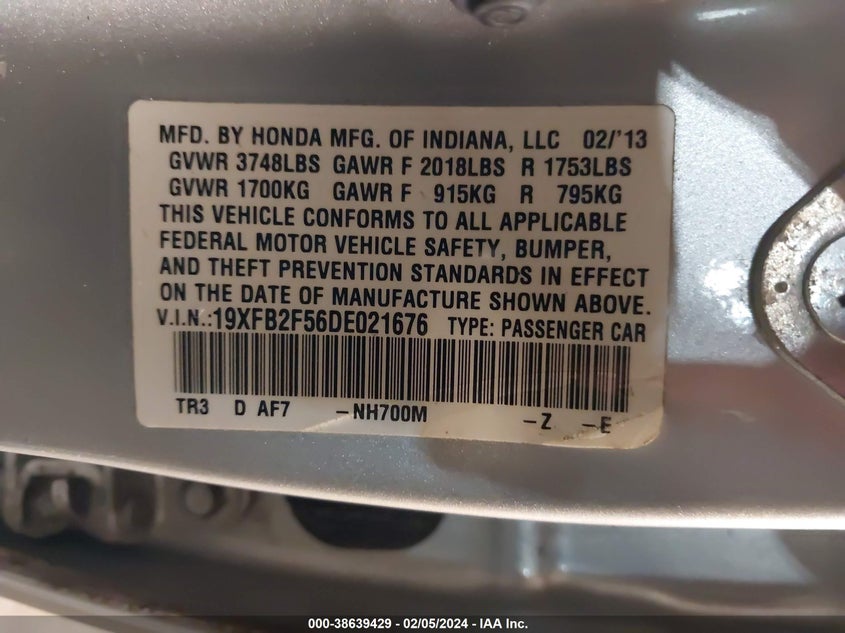 MFD. BY HONDA MFG. OF INDIANA, LLC 02/'13
GVWR 3748LBS GAWR F 2018LBS R 1753LBS
GVWR 1700KG GAWR F 915KG R 795KG
THIS VEHICLE CONFORMS TO ALL APPLICABLE
FEDERAL MOTOR VEHICLE SAFETY, BUMPER,
AND THEFT PREVENTION STANDARDS IN EFFECT
ON THE DATE OF MANUFACTURE SHOWN ABOVE.
V.I.N.:19XFB2F56DE021676 TYPE: PASSENGER CAR
TR3 D AF7 -NH700M -Z -E
000-38639429 - 02/05/2024 - IAA Inc.